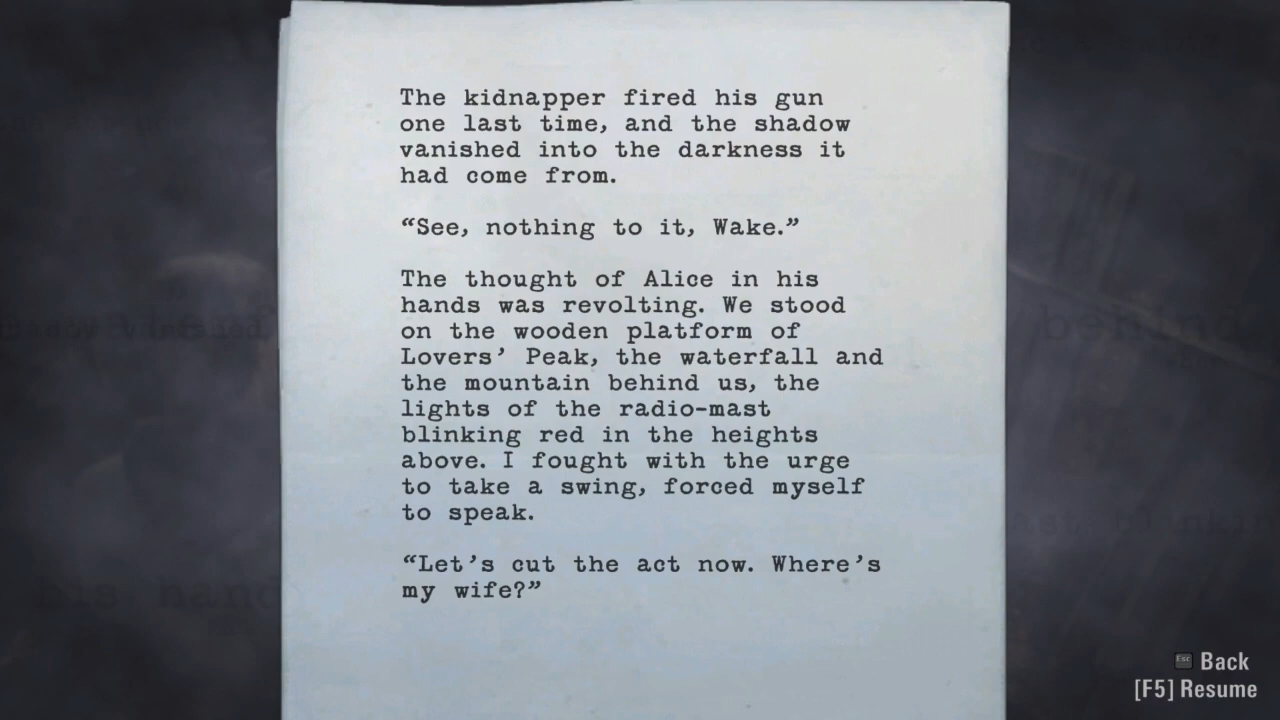 The kidnapper fired his gun
one last time, and the shadow
vanished into the darkness it
had come from.
“See, nothing to it, Wake.”
The thought of Alice in his
hands was revolting. We stood
on the wooden platform of
Lovers’ Peak, the waterfall and
the mountain behind us, the
lights of the radio-mast
blinking red in the heights
above. I fought with the urge
to take a swing, forced myself
to speak.
“Let’s cut the act now. Where’s
my wife?”
Esc Back
[F5] Resume